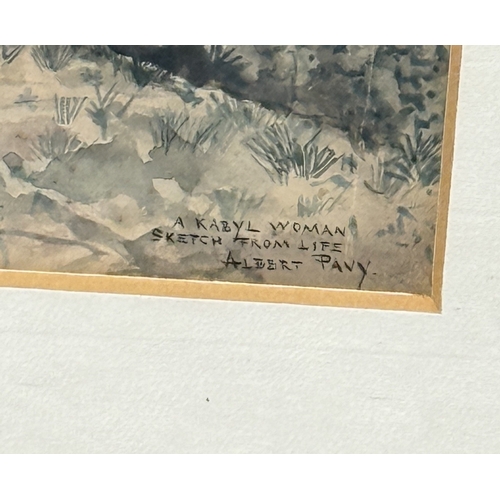 A KABYL WOMAN
SKETCH FROM LIFE
ALBERT PAVY.